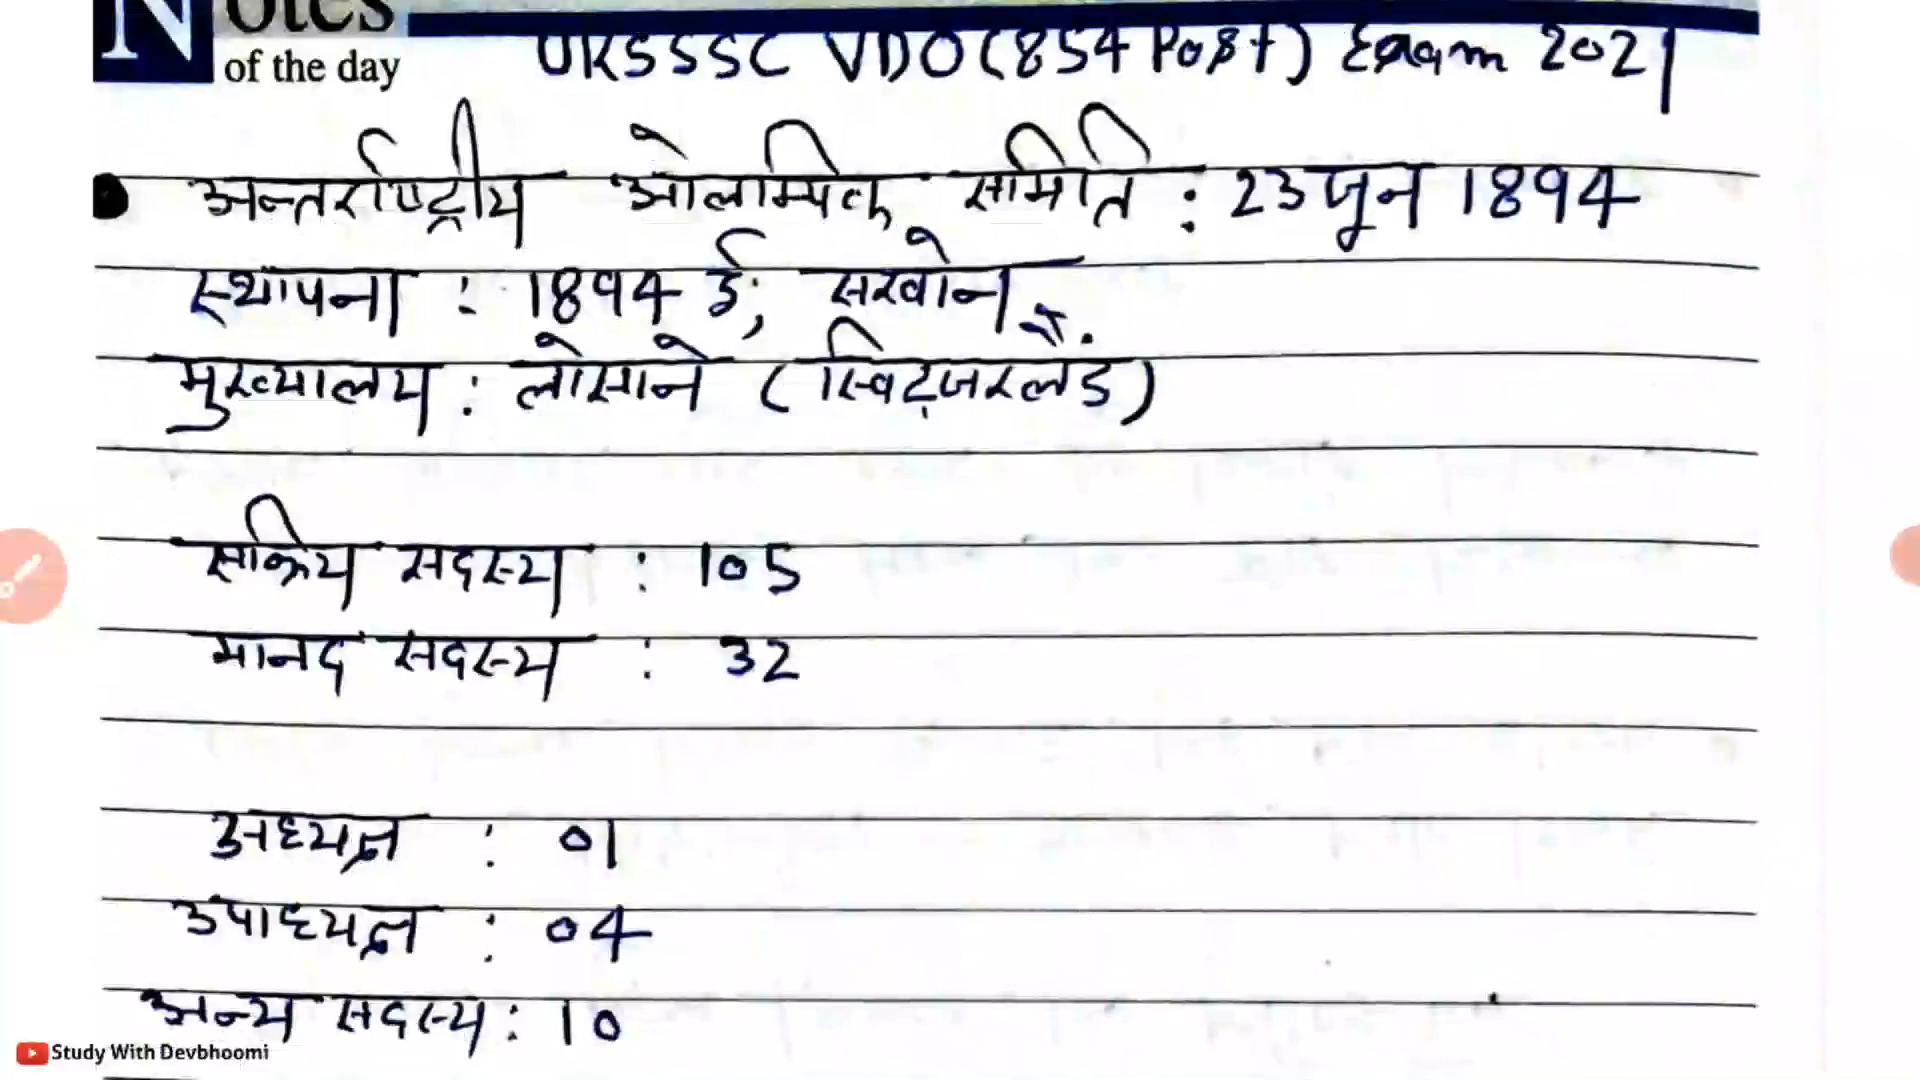 Notes
of the day
UKSSSC VDO (854 Post) Exam 2021
अन्तर्राष्ट्रीय ओलम्पिक समिति : 23 जून 1894
स्थापना : 1894 ई; सरबोन में.
मुख्यालय : लोसाने (स्विट्जरलैंड)
सक्रिय सदस्य : 105
मानद सदस्य : 32
अध्यक्ष : 01
उपाध्यक्ष : 04
अन्य सदस्य : 10
Study With Devbhoomi